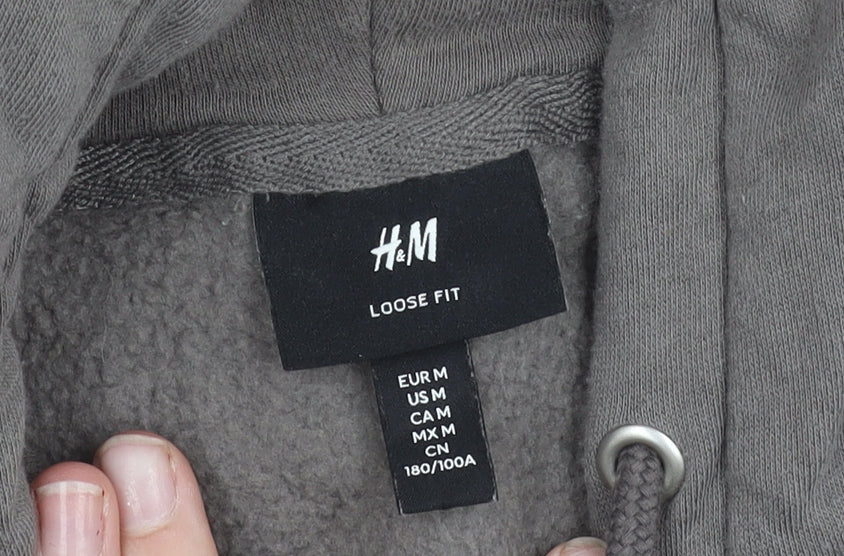 H&M
LOOSE FIT
EUR M
US M
CA M
MX M
CN
180/100A